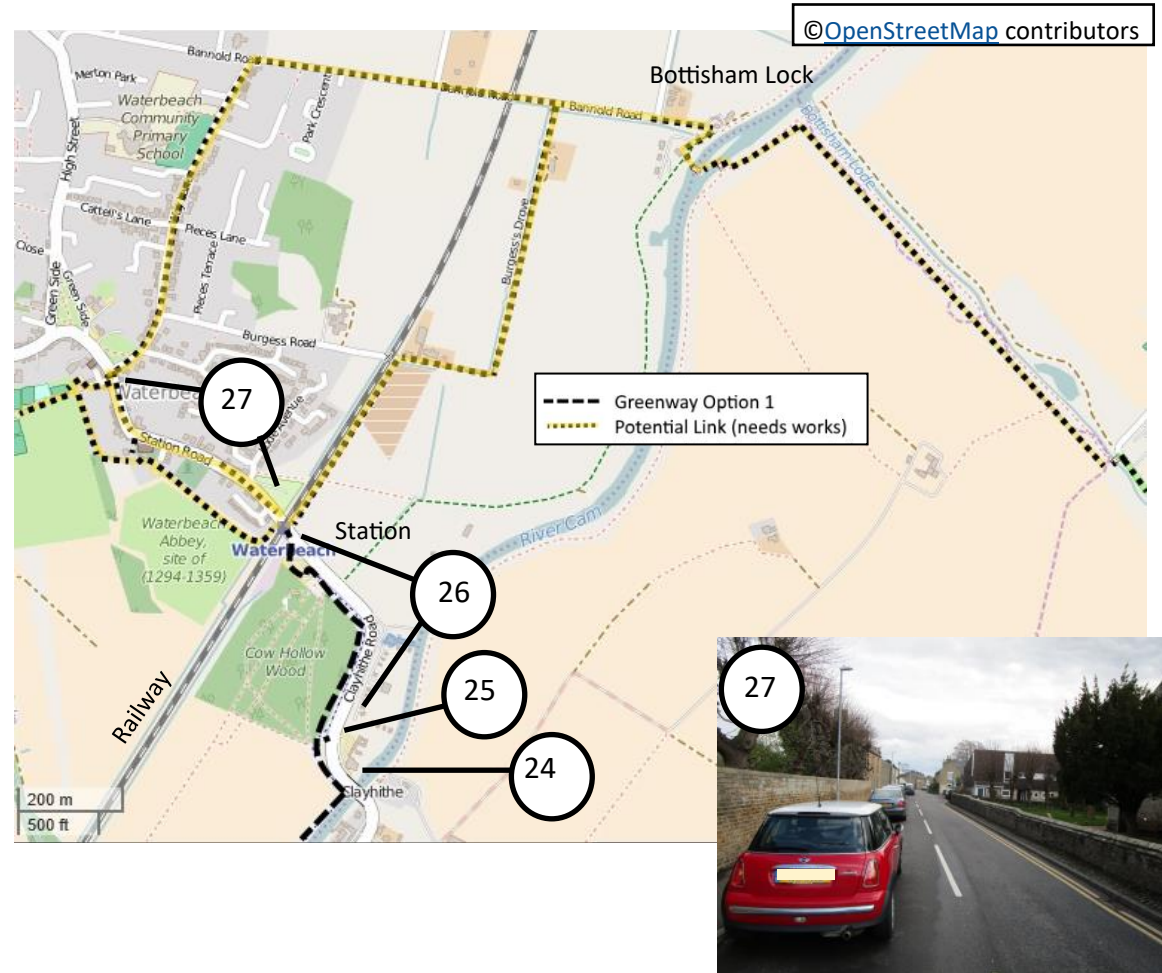 ©OpenStreetMap contributors
Bannold Road
Merton Park
Waterbeach
Community
Primary
School
Park Crescent
High Street
Bannold Road
Bannold Road
Bottisham Lock
Bottisham Lode
Cattell's Lane
Pieces Lane
Close
Green Side
Green Side
Pieces Terrace
Burgess's Drove
Burgess Road
27
Station Road
Avenue
Greenway Option 1
Potential Link (needs works)
Waterbeach
Abbey,
site of
(1294-1359)
Station
Waterbeach
River Cam
26
Cow Hollow
Wood
Clayhithe Road
25
Railway
24
Clayhithe
200 m
500 ft
27